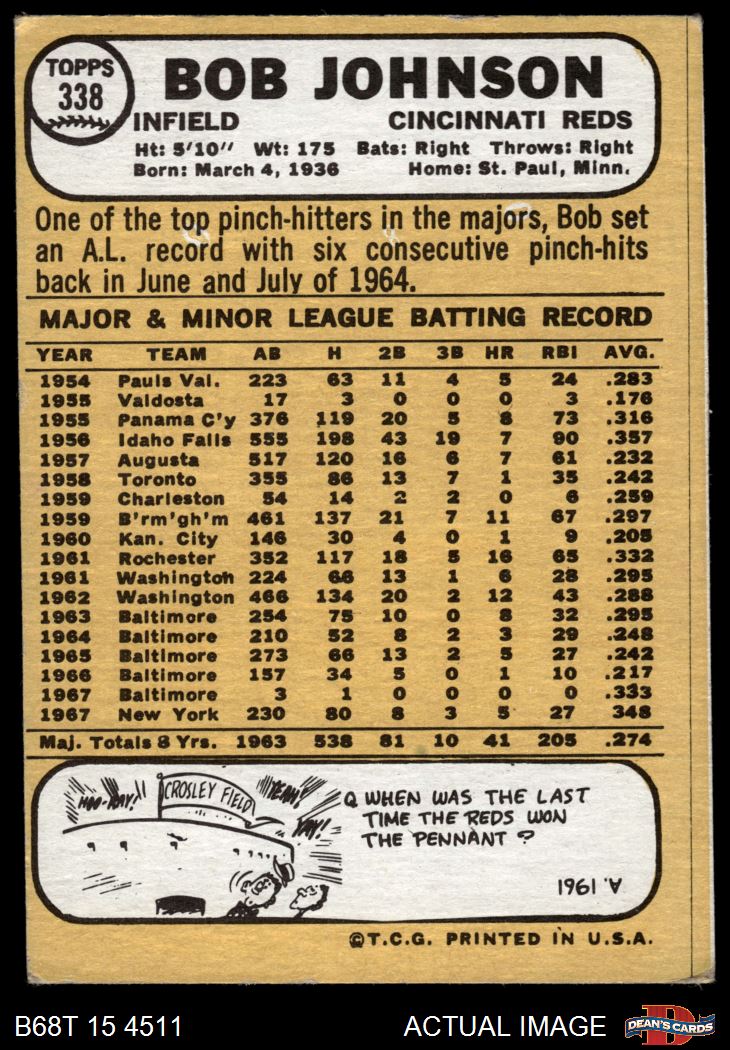 TOPPS
338
BOB JOHNSON
INFIELD CINCINNATI REDS
Ht: 5'10" Wt: 175 Bats: Right Throws: Right
Born: March 4, 1936 Home: St. Paul, Minn.
One of the top pinch-hitters in the majors, Bob set
an A.L. record with six consecutive pinch-hits
back in June and July of 1964.
MAJOR & MINOR LEAGUE BATTING RECORD
YEAR TEAM AB H 2B 3B HR RBI AVG.
1954 Pauls Val. 223 63 11 4 5 24 .283
1955 Valdosta 17 3 0 0 0 3 .176
1955 Panama C'y 376 119 20 5 8 73 .316
1956 Idaho Falls 555 198 43 19 7 90 .357
1957 Augusta 517 120 16 6 7 61 .232
1958 Toronto 355 86 13 7 1 35 .242
1959 Charleston 54 14 2 2 0 6 .259
1959 B'rm'gh'm 461 137 21 7 11 67 .297
1960 Kan. City 146 30 4 0 1 9 .205
1961 Rochester 352 117 18 5 16 65 .332
1961 Washington 224 66 13 1 6 28 .295
1962 Washington 466 134 20 2 12 43 .288
1963 Baltimore 254 75 10 0 8 32 .295
1964 Baltimore 210 52 8 2 3 29 .248
1965 Baltimore 273 66 13 2 5 27 .242
1966 Baltimore 157 34 5 0 1 10 .217
1967 Baltimore 3 1 0 0 0 0 .333
1967 New York 230 80 8 3 5 27 348
Maj. Totals 8 Yrs. 1963 538 81 10 41 205 .274
HOO-RAY!
CROSLEY FIELD
YEAH!
YAY!
Q WHEN WAS THE LAST
TIME THE REDS WON
THE PENNANT ?
A. 1961
©T.C.G. PRINTED IN U.S.A.
B68T 15 4511 ACTUAL IMAGE
DEAN'S CARDS